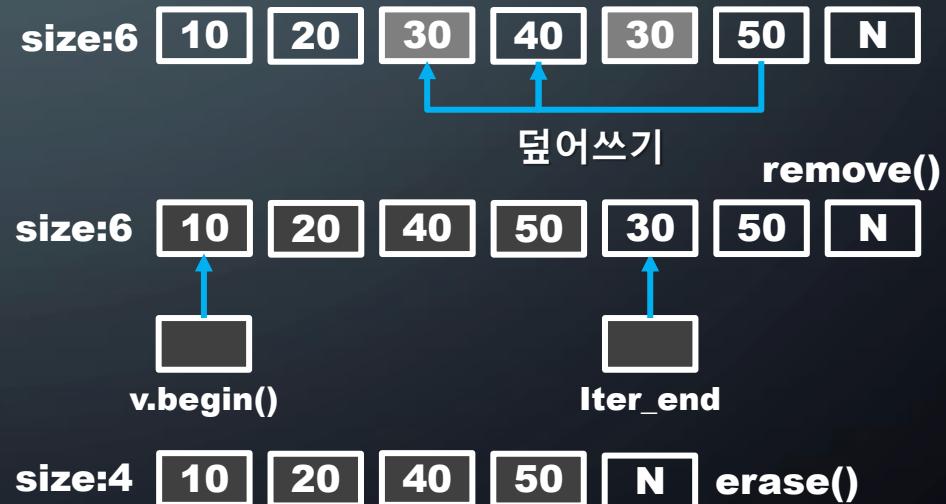 size:6 10 20 30 40 30 50 N
덮어쓰기
remove()
size:6 10 20 40 50 30 50 N
v.begin() Iter_end
size:4 10 20 40 50 N erase()